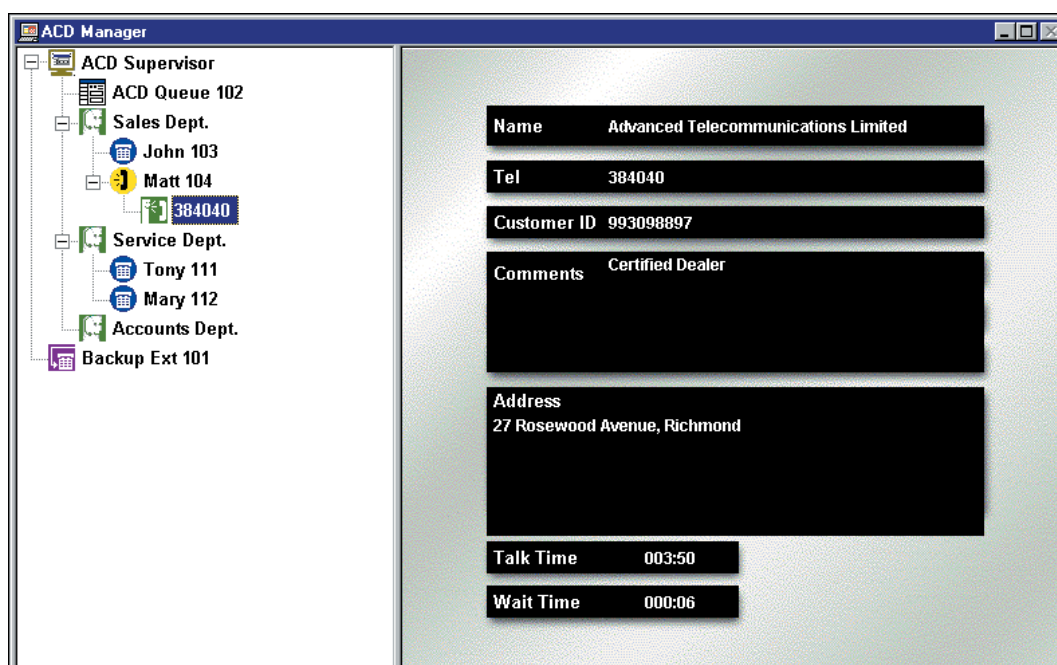 ACD Manager
ACD Supervisor
ACD Queue 102
Sales Dept.
John 103
Matt 104
384040
Service Dept.
Tony 111
Mary 112
Accounts Dept.
Backup Ext 101
Name Advanced Telecommunications Limited
Tel 384040
Customer ID 993098897
Comments Certified Dealer
Address
27 Rosewood Avenue, Richmond
Talk Time 003:50
Wait Time 000:06